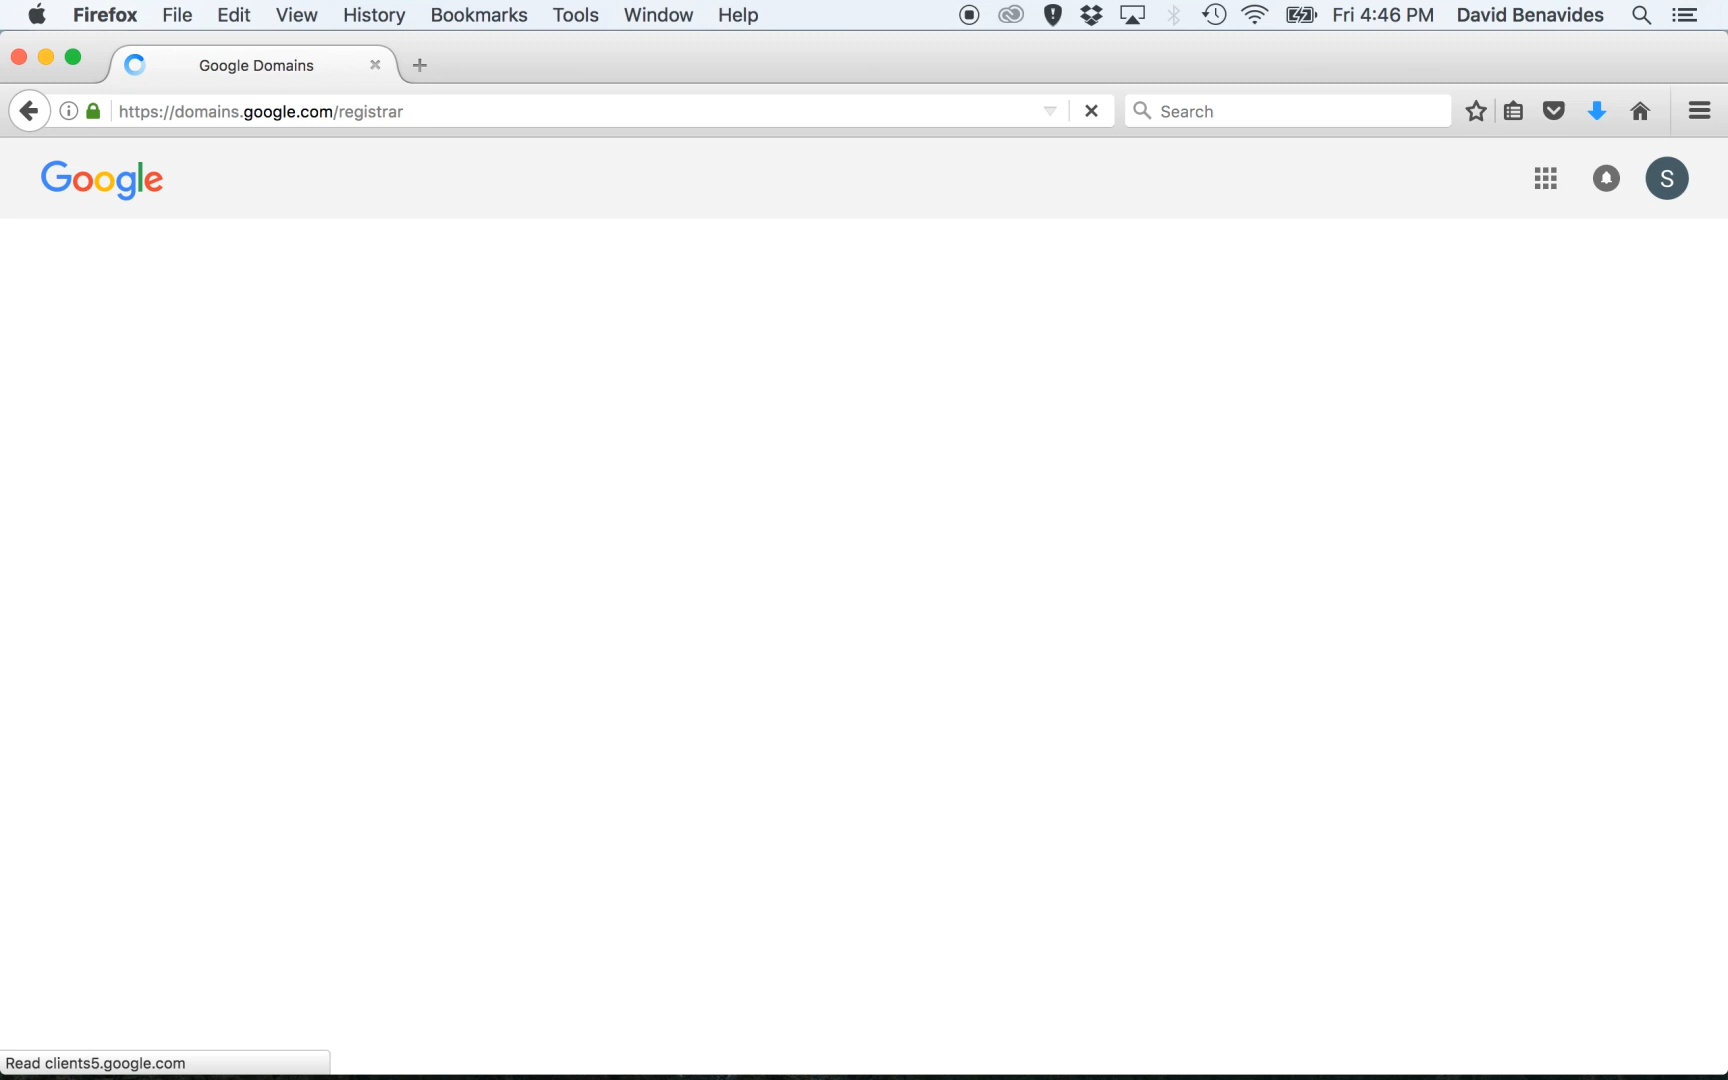 Firefox File Edit View History Bookmarks Tools Window Help Fri 4:46 PM David Benavides
Google Domains
https://domains.google.com/registrar Search
Google S
Read clients5.google.com